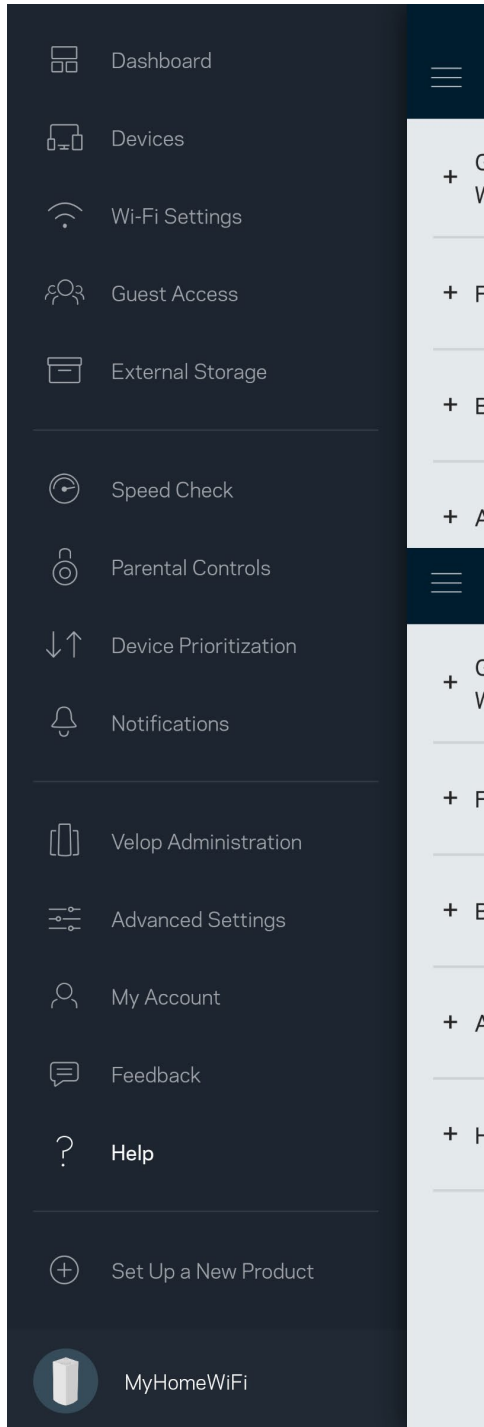 Dashboard
Devices
Wi-Fi Settings
Guest Access
External Storage
Speed Check
Parental Controls
Device Prioritization
Notifications
Velop Administration
Advanced Settings
My Account
Feedback
Help
Set Up a New Product
MyHomeWiFi